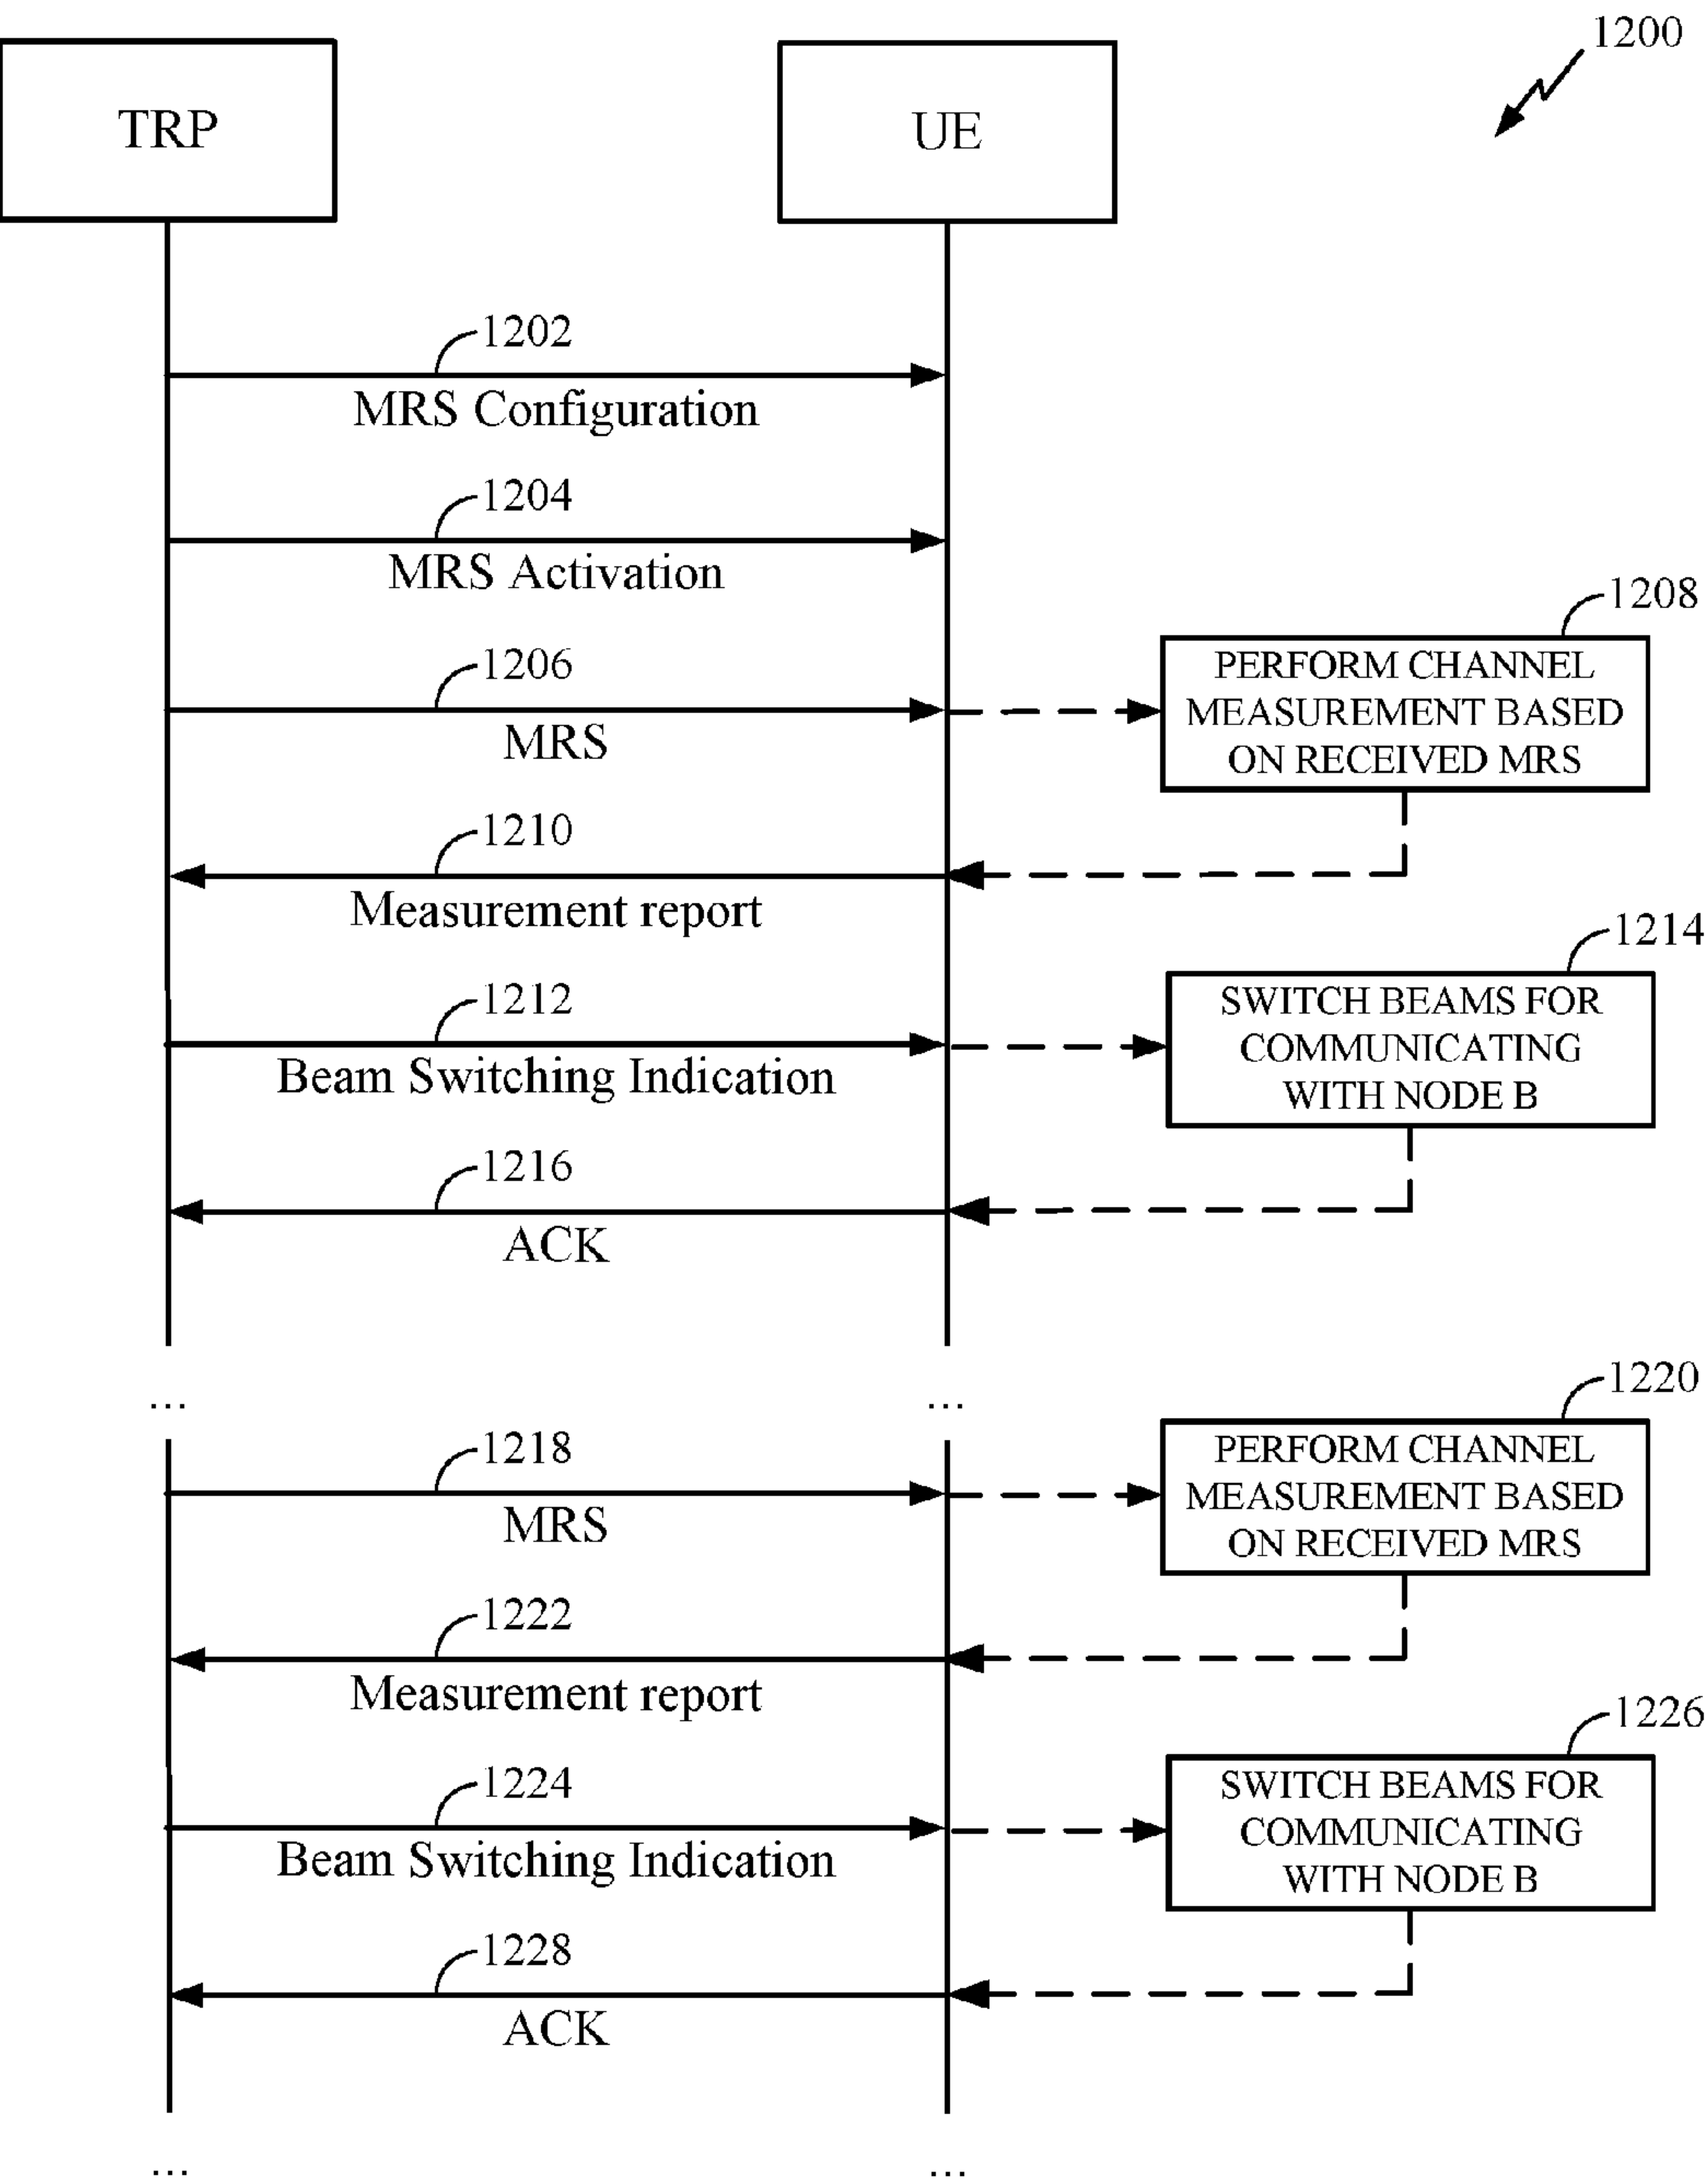 1200
TRP
UE
1202
MRS Configuration
1204
MRS Activation
1206
MRS
1208
PERFORM CHANNEL
MEASUREMENT BASED
ON RECEIVED MRS
1210
Measurement report
1212
Beam Switching Indication
1214
SWITCH BEAMS FOR
COMMUNICATING
WITH NODE B
1216
ACK
... ...
1218
MRS
1220
PERFORM CHANNEL
MEASUREMENT BASED
ON RECEIVED MRS
1222
Measurement report
1224
Beam Switching Indication
1226
SWITCH BEAMS FOR
COMMUNICATING
WITH NODE B
1228
ACK
... ...